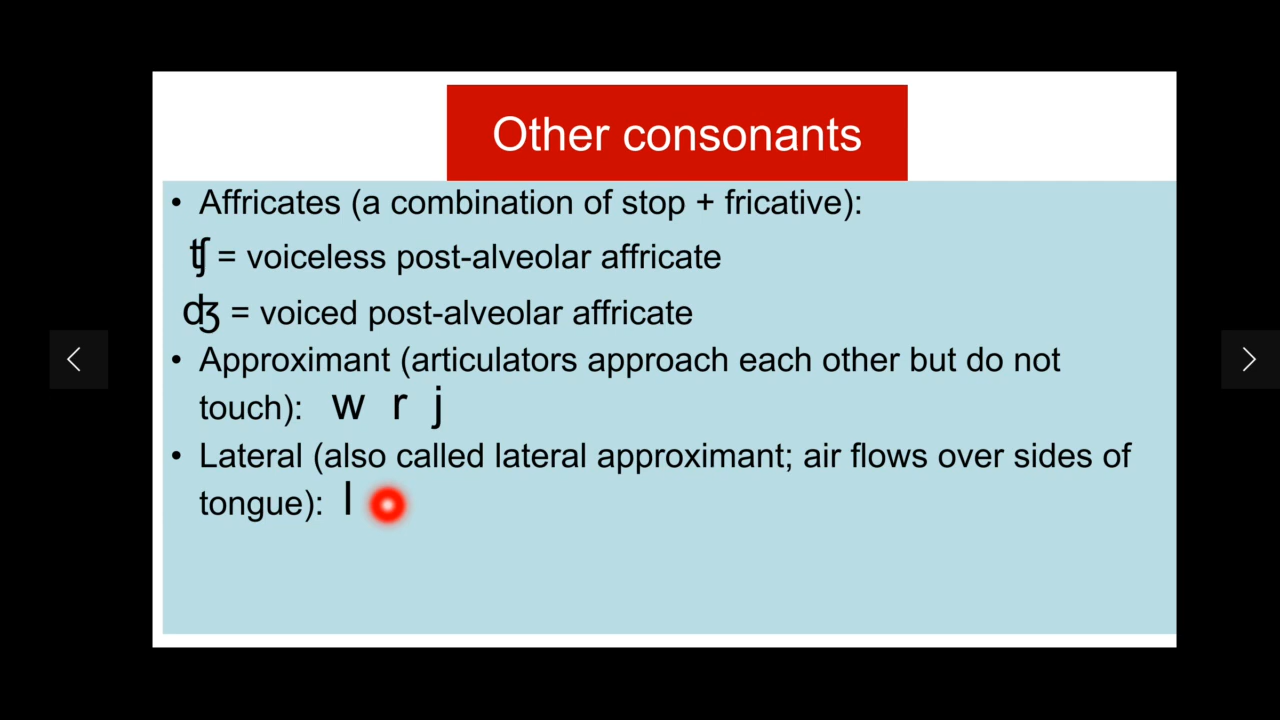 Other consonants
• Affricates (a combination of stop + fricative):
ʧ = voiceless post-alveolar affricate
ʤ = voiced post-alveolar affricate
• Approximant (articulators approach each other but do not
touch): w r j
• Lateral (also called lateral approximant; air flows over sides of
tongue): l